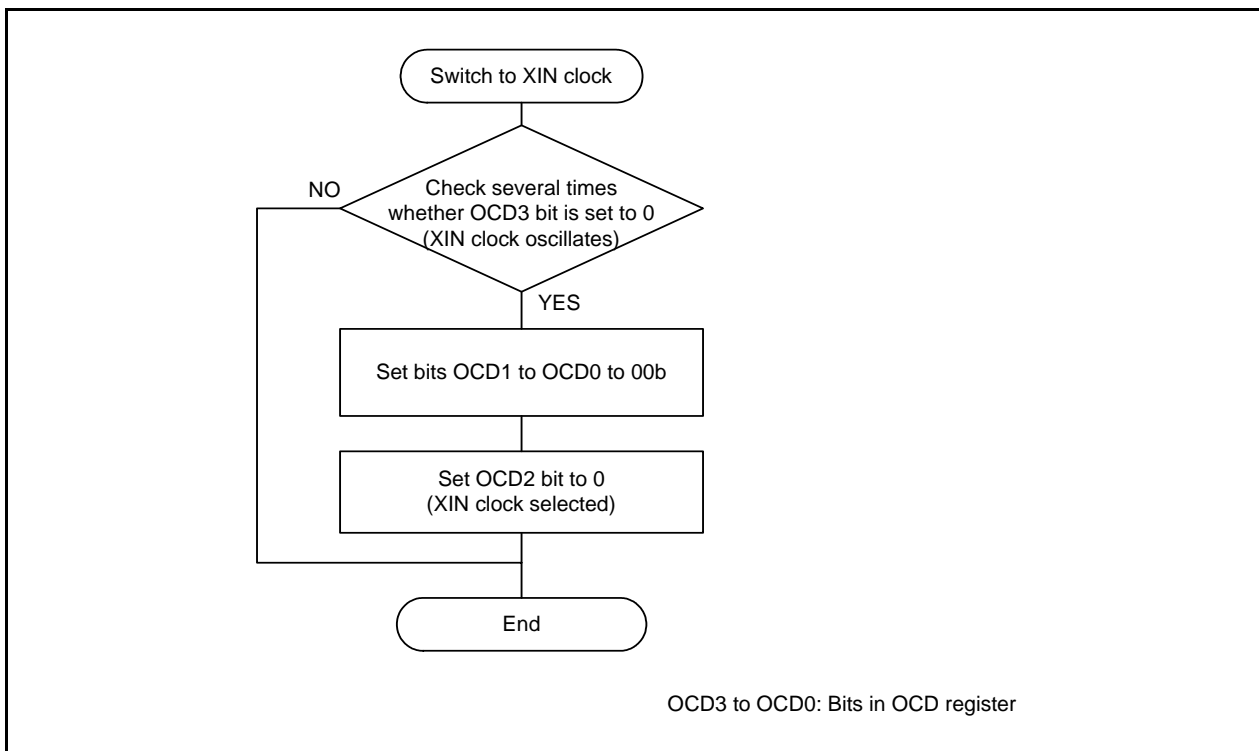 Switch to XIN clock
NO
Check several times
whether OCD3 bit is set to 0
(XIN clock oscillates)
YES
Set bits OCD1 to OCD0 to 00b
Set OCD2 bit to 0
(XIN clock selected)
End
OCD3 to OCD0: Bits in OCD register